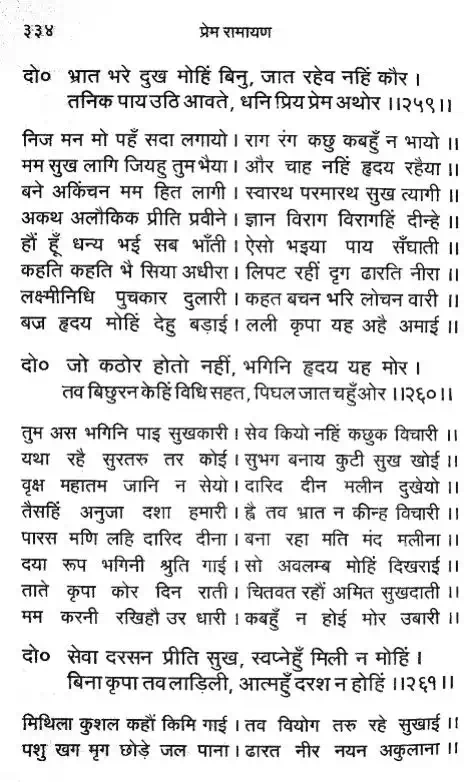 ३३४ प्रेम रामायण
दो० भ्रात भरे दुख मोहिं बिनु, जात रहेव नहिं कौर ।
तनिक पाय उठि आवते, धनि प्रिय प्रेम अथोर ।।२५९।।
निज मन मो पहँ सदा लगायो । राग रंग कछु कबहुँ न भायो ।।
मम सुख लागि जियहु तुम भैया । और चाह नहिं हृदय रहैया ।।
बने अकिंचन मम हित लागी । स्वारथ परमारथ सुख त्यागी ।।
अकथ अलौकिक प्रीति प्रवीने । ज्ञान विराग विरागहिं दीन्हे ।।
हौं हूँ धन्य भई सब भाँती । ऐसो भइया पाय सँघाती ।।
कहति कहति भै सिया अधीरा । लिपट रहीं दृग ढारति नीरा ।।
लक्ष्मीनिधि पुचकार दुलारी । कहत बचन भरि लोचन वारी ।।
बज्र हृदय मोहिं देहु बड़ाई । लली कृपा यह अहै अमाई ।।
दो० जो कठोर होतो नहीं, भगिनि हृदय यह मोर ।
तव बिछुरन केहिं विधि सहत, पिघल जात चहुँओर ।।२६०।।
तुम अस भगिनि पाइ सुखकारी । सेव कियो नहिं कछुक विचारी ।।
यथा रहै सुरतरु तर कोई । सुभग बनाय कुटी सुख खोई ।।
वृक्ष महातम जानि न सेयो । दारिद दीन मलीन दुखेयो ।।
तैसहिं अनुजा दशा हमारी । ह्वै तव भ्रात न कीन्ह विचारी ।।
पारस मणि लहि दारिद दीना । बना रहा मति मंद मलीना ।।
दया रूप भगिनी श्रुति गाई । सो अवलम्ब मोहिं दिखराई ।।
ताते कृपा कोर दिन राती । चितवत रहौं अमित सुखदाती ।।
मम करनी रखिहौ उर धारी । कबहुँ न होई मोर उबारी ।।
दो० सेवा दरसन प्रीति सुख, स्वप्नेहुँ मिली न मोहिं ।
बिना कृपा तव लाड़िली, आत्महुँ दरश न होहिं ।।२६१।।
मिथिला कुशल कहौं किमि गाई । तव वियोग तरु रहे सुखाई ।।
पशु खग मृग छोड़े जल पाना । ढारत नीर नयन अकुलाना ।।